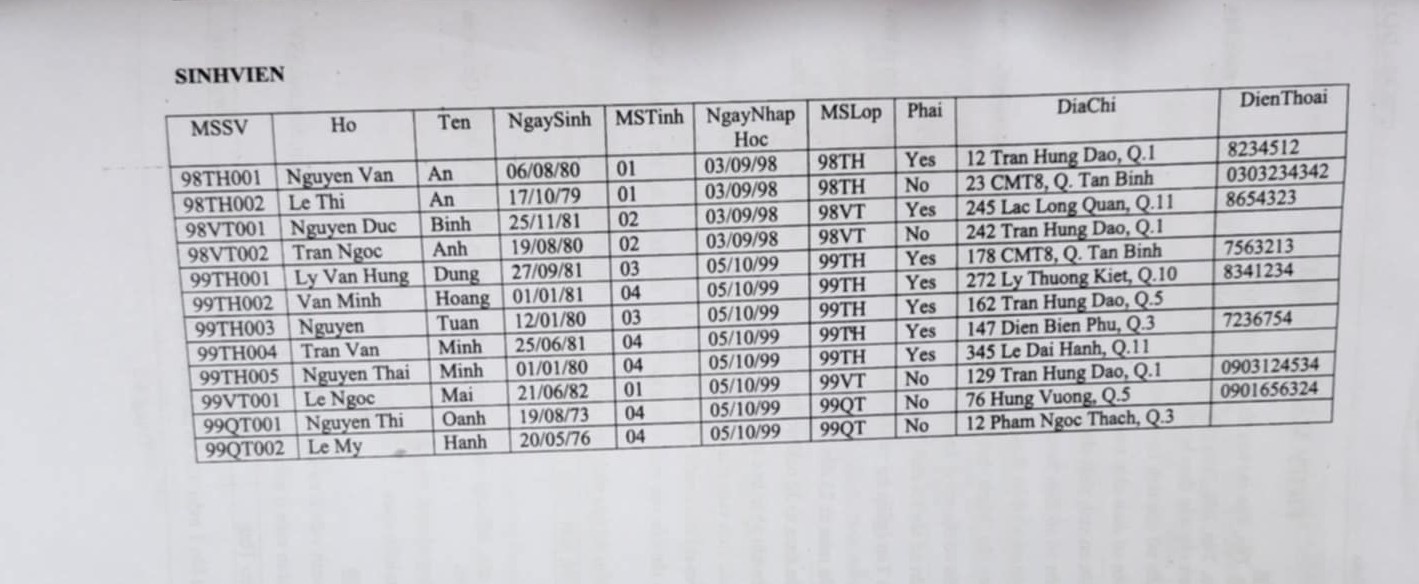 SINHVIEN
MSSV Ho Ten NgaySinh MSTinh NgayNhap Hoc MSLop Phai DiaChi DienThoai
98TH001 Nguyen Van An 06/08/80 01 03/09/98 98TH Yes 12 Tran Hung Dao, Q.1 8234512
98TH002 Le Thi An 17/10/79 01 03/09/98 98TH No 23 CMT8, Q. Tan Binh 0303234342
98VT001 Nguyen Duc Binh 25/11/81 02 03/09/98 98VT Yes 245 Lac Long Quan, Q.11 8654323
98VT002 Tran Ngoc Anh 19/08/80 02 03/09/98 98VT No 242 Tran Hung Dao, Q.1
99TH001 Ly Van Hung Dung 27/09/81 03 05/10/99 99TH Yes 178 CMT8, Q. Tan Binh 7563213
99TH002 Van Minh Hoang 01/01/81 04 05/10/99 99TH Yes 272 Ly Thuong Kiet, Q.10 8341234
99TH003 Nguyen Tuan 12/01/80 03 05/10/99 99TH Yes 162 Tran Hung Dao, Q.5
99TH004 Tran Van Minh 25/06/81 04 05/10/99 99TH Yes 147 Dien Bien Phu, Q.3 7236754
99TH005 Nguyen Thai Minh 01/01/80 04 05/10/99 99TH Yes 345 Le Dai Hanh, Q.11
99VT001 Le Ngoc Mai 21/06/82 01 05/10/99 99VT No 129 Tran Hung Dao, Q.1 0903124534
99QT001 Nguyen Thi Oanh 19/08/73 04 05/10/99 99QT No 76 Hung Vuong, Q.5 0901656324
99QT002 Le My Hanh 20/05/76 04 05/10/99 99QT No 12 Pham Ngoc Thach, Q.3